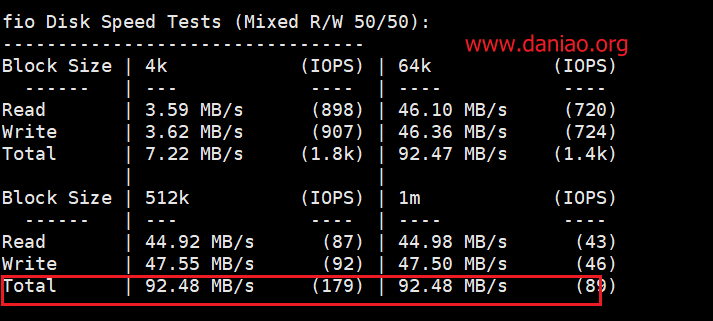 fio Disk Speed Tests (Mixed R/W 50/50):
---------------------------------
www.daniao.org
Block Size | 4k (IOPS) | 64k (IOPS)
------ | --- ---- | ---- ----
Read | 3.59 MB/s (898) | 46.10 MB/s (720)
Write | 3.62 MB/s (907) | 46.36 MB/s (724)
Total | 7.22 MB/s (1.8k) | 92.47 MB/s (1.4k)
| |
Block Size | 512k (IOPS) | 1m (IOPS)
------ | --- ---- | ---- ----
Read | 44.92 MB/s (87) | 44.98 MB/s (43)
Write | 47.55 MB/s (92) | 47.50 MB/s (46)
Total | 92.48 MB/s (179) | 92.48 MB/s (89)